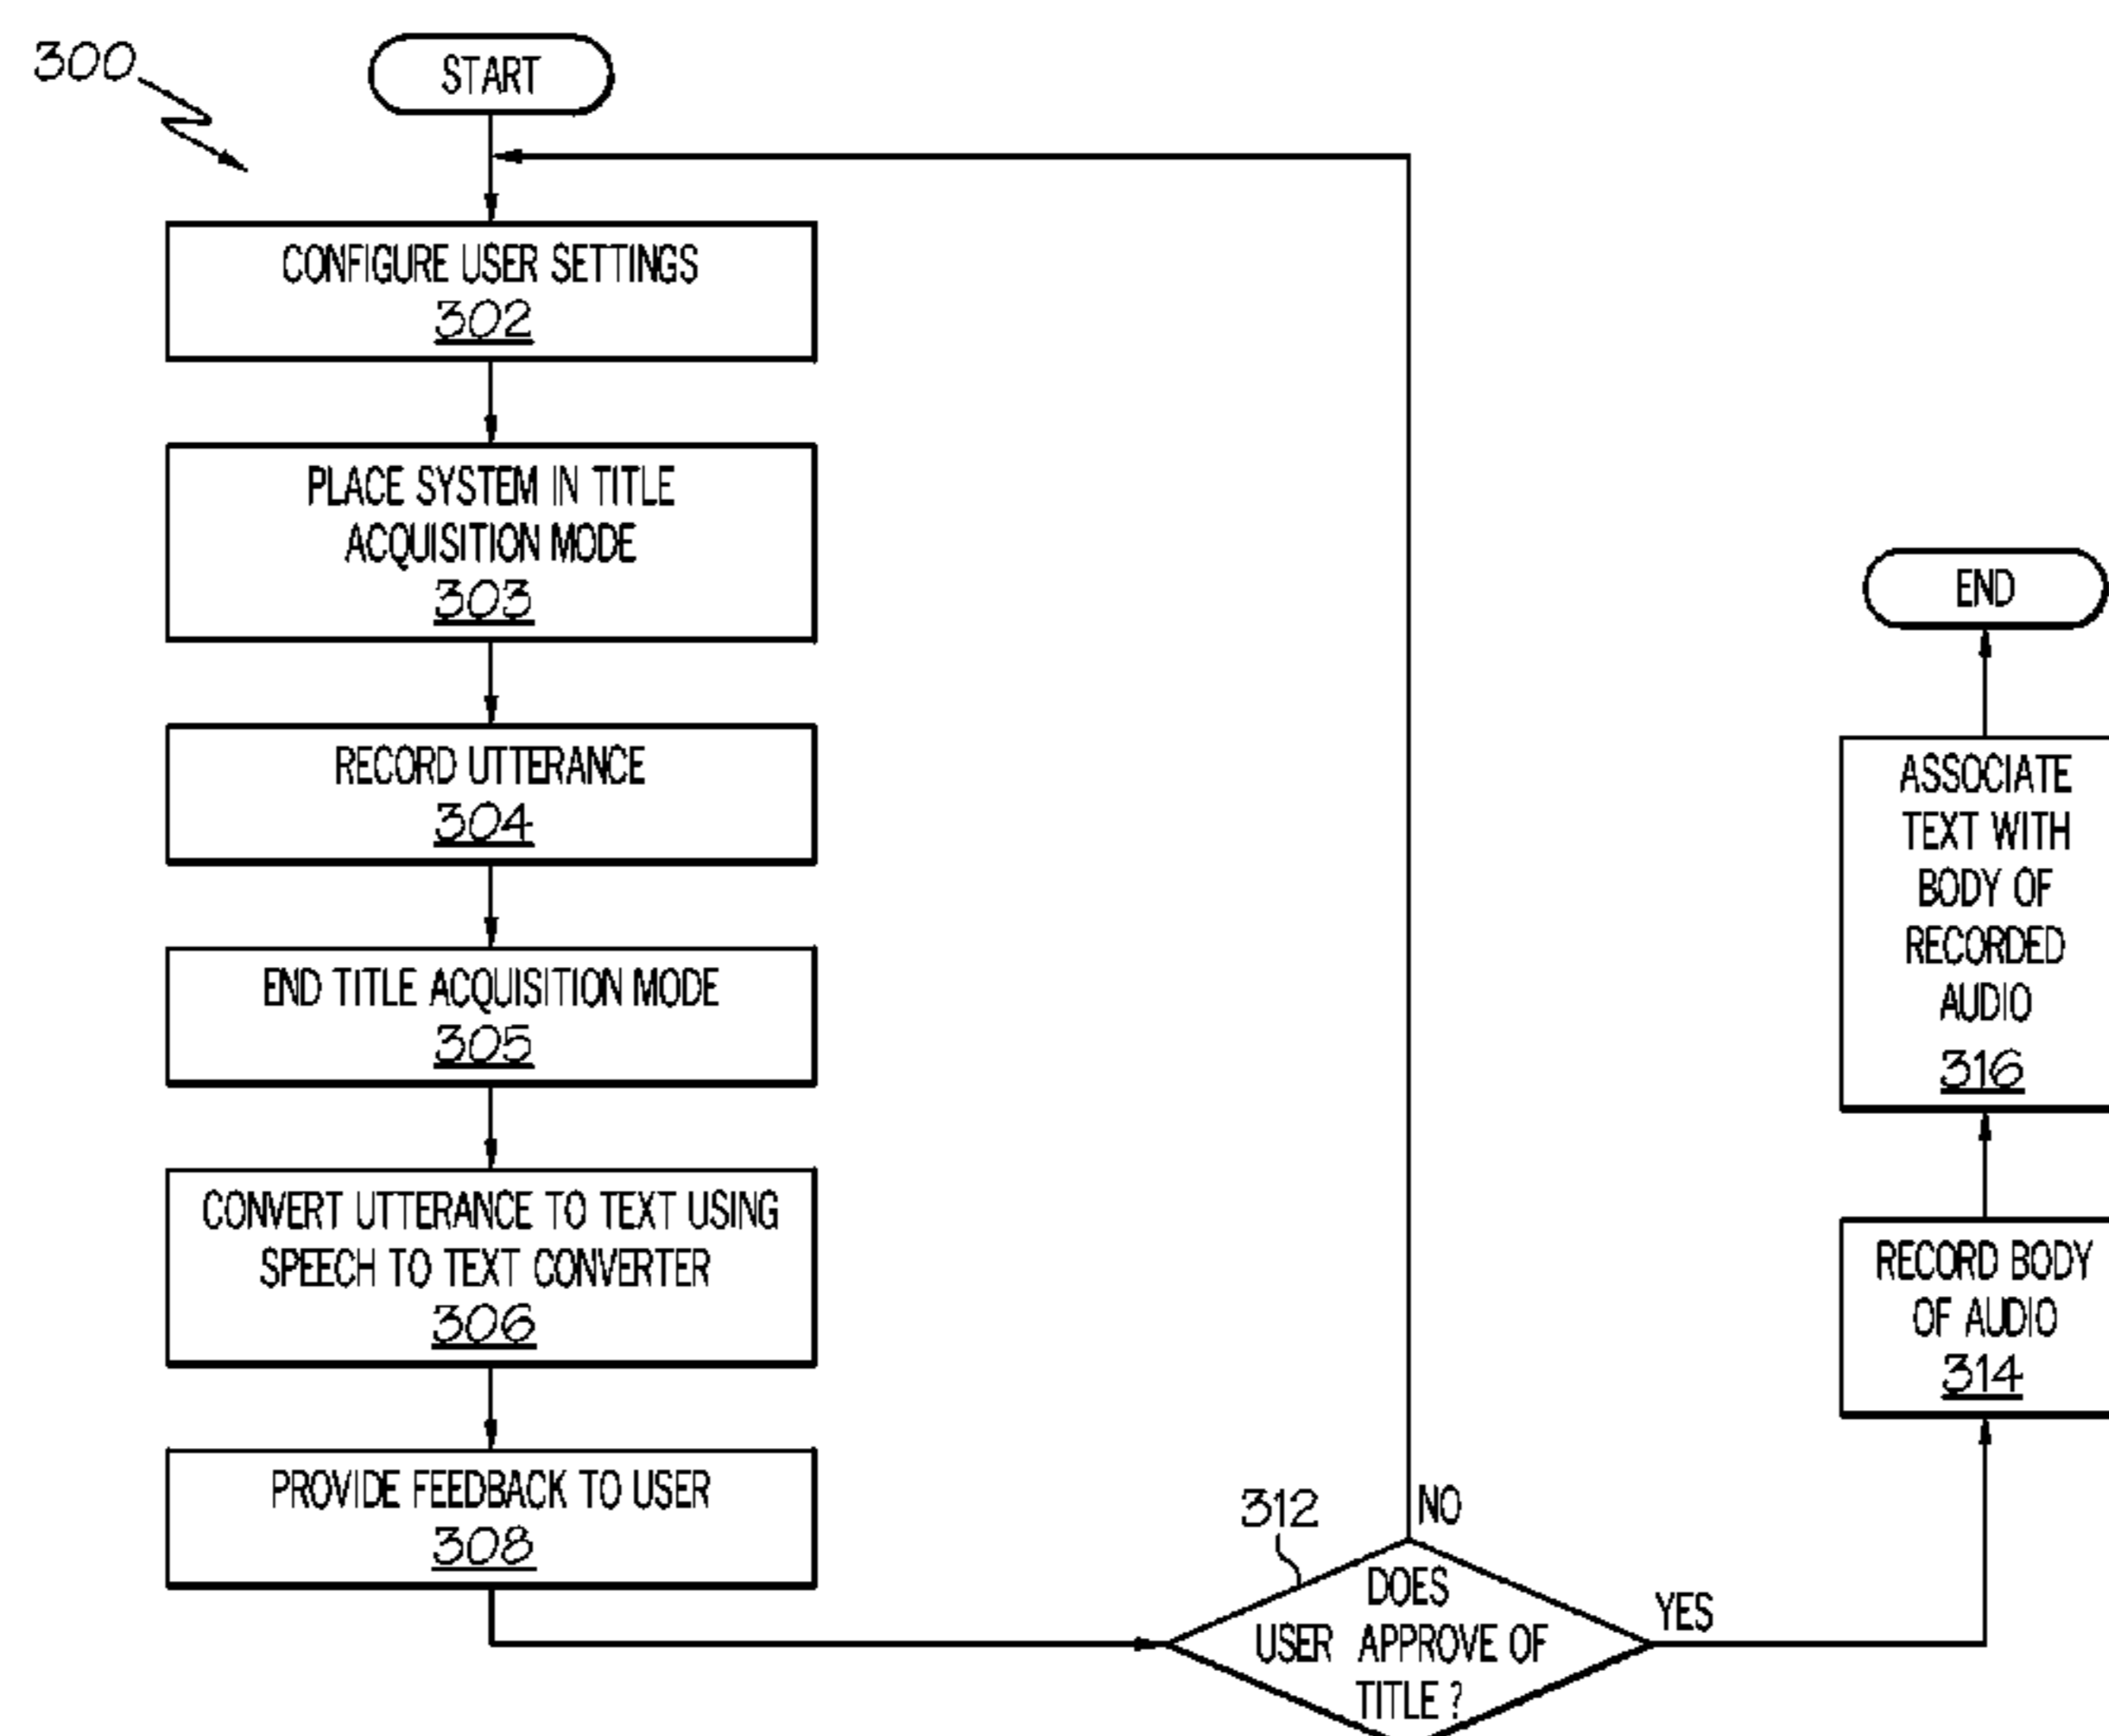 300
START
CONFIGURE USER SETTINGS
302
PLACE SYSTEM IN TITLE
ACQUISITION MODE
303
RECORD UTTERANCE
304
END TITLE ACQUISITION MODE
305
CONVERT UTTERANCE TO TEXT USING
SPEECH TO TEXT CONVERTER
306
PROVIDE FEEDBACK TO USER
308
312
DOES
USER APPROVE OF
TITLE?
NO
YES
RECORD BODY
OF AUDIO
314
ASSOCIATE
TEXT WITH
BODY OF
RECORDED
AUDIO
316
END